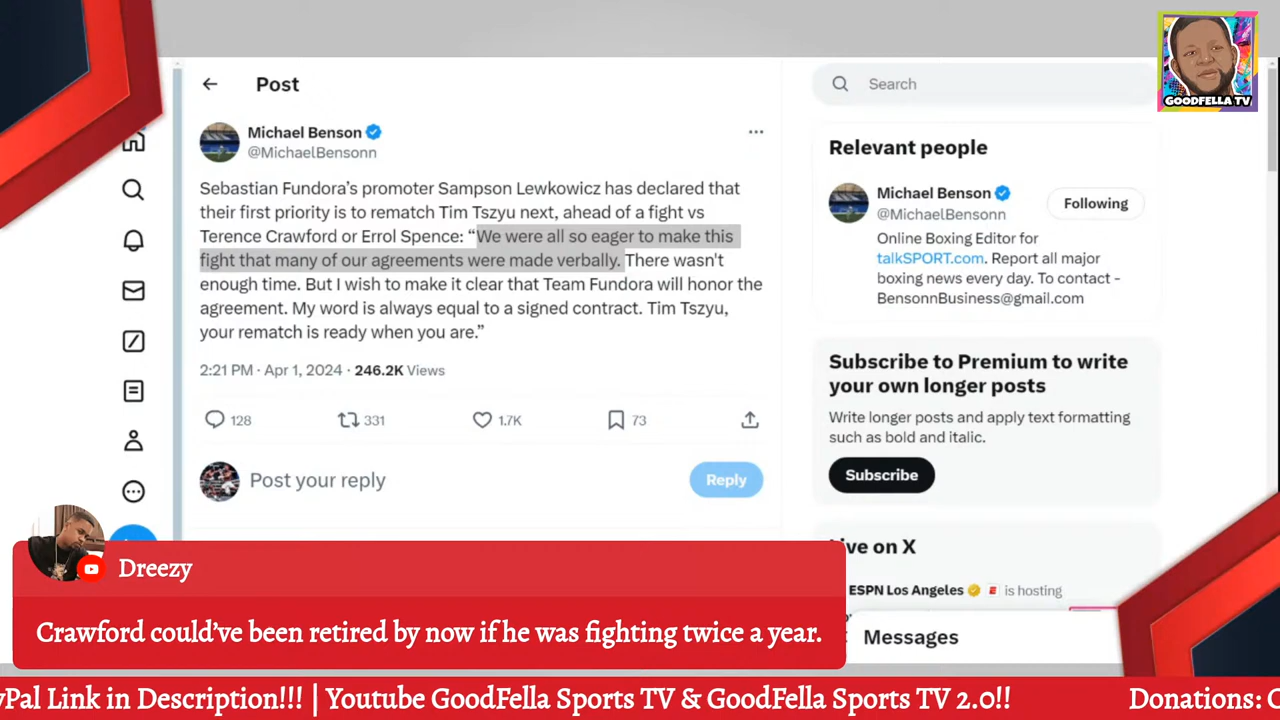 GOODFELLA TV
Post
Search
Michael Benson
@MichaelBensonn
Sebastian Fundora's promoter Sampson Lewkowicz has declared that
their first priority is to rematch Tim Tszyu next, ahead of a fight vs
Terence Crawford or Errol Spence: “We were all so eager to make this
fight that many of our agreements were made verbally. There wasn't
enough time. But I wish to make it clear that Team Fundora will honor the
agreement. My word is always equal to a signed contract. Tim Tszyu,
your rematch is ready when you are.”
2:21 PM · Apr 1, 2024 · 246.2K Views
128 331 1.7K 73
Post your reply
Reply
Relevant people
Michael Benson
@MichaelBensonn
Following
Online Boxing Editor for
talkSPORT.com. Report all major
boxing news every day. To contact -
BensonnBusiness@gmail.com
Subscribe to Premium to write
your own longer posts
Write longer posts and apply text formatting
such as bold and italic.
Subscribe
Live on X
ESPN Los Angeles is hosting
Messages
Dreezy
Crawford could've been retired by now if he was fighting twice a year.
yPal Link in Description!!! | Youtube GoodFella Sports TV & GoodFella Sports TV 2.0!!
Donations: C